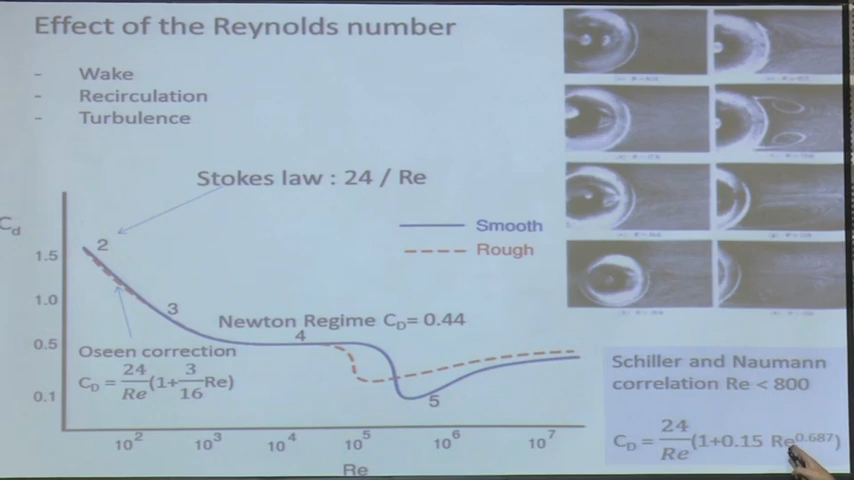 Effect of the Reynolds number
- Wake
- Recirculation
- Turbulence
Stokes law : 24 / Re
Cd
2
Smooth
Rough
1.5
1.0
3
Newton Regime CD= 0.44
4
0.5
Oseen correction
CD = 24/Re (1+ 3/16 Re)
0.1
5
10^2 10^3 10^4 10^5 10^6 10^7
Re
Schiller and Naumann
correlation Re < 800
CD = 24/Re (1+0.15 Re^0.687)